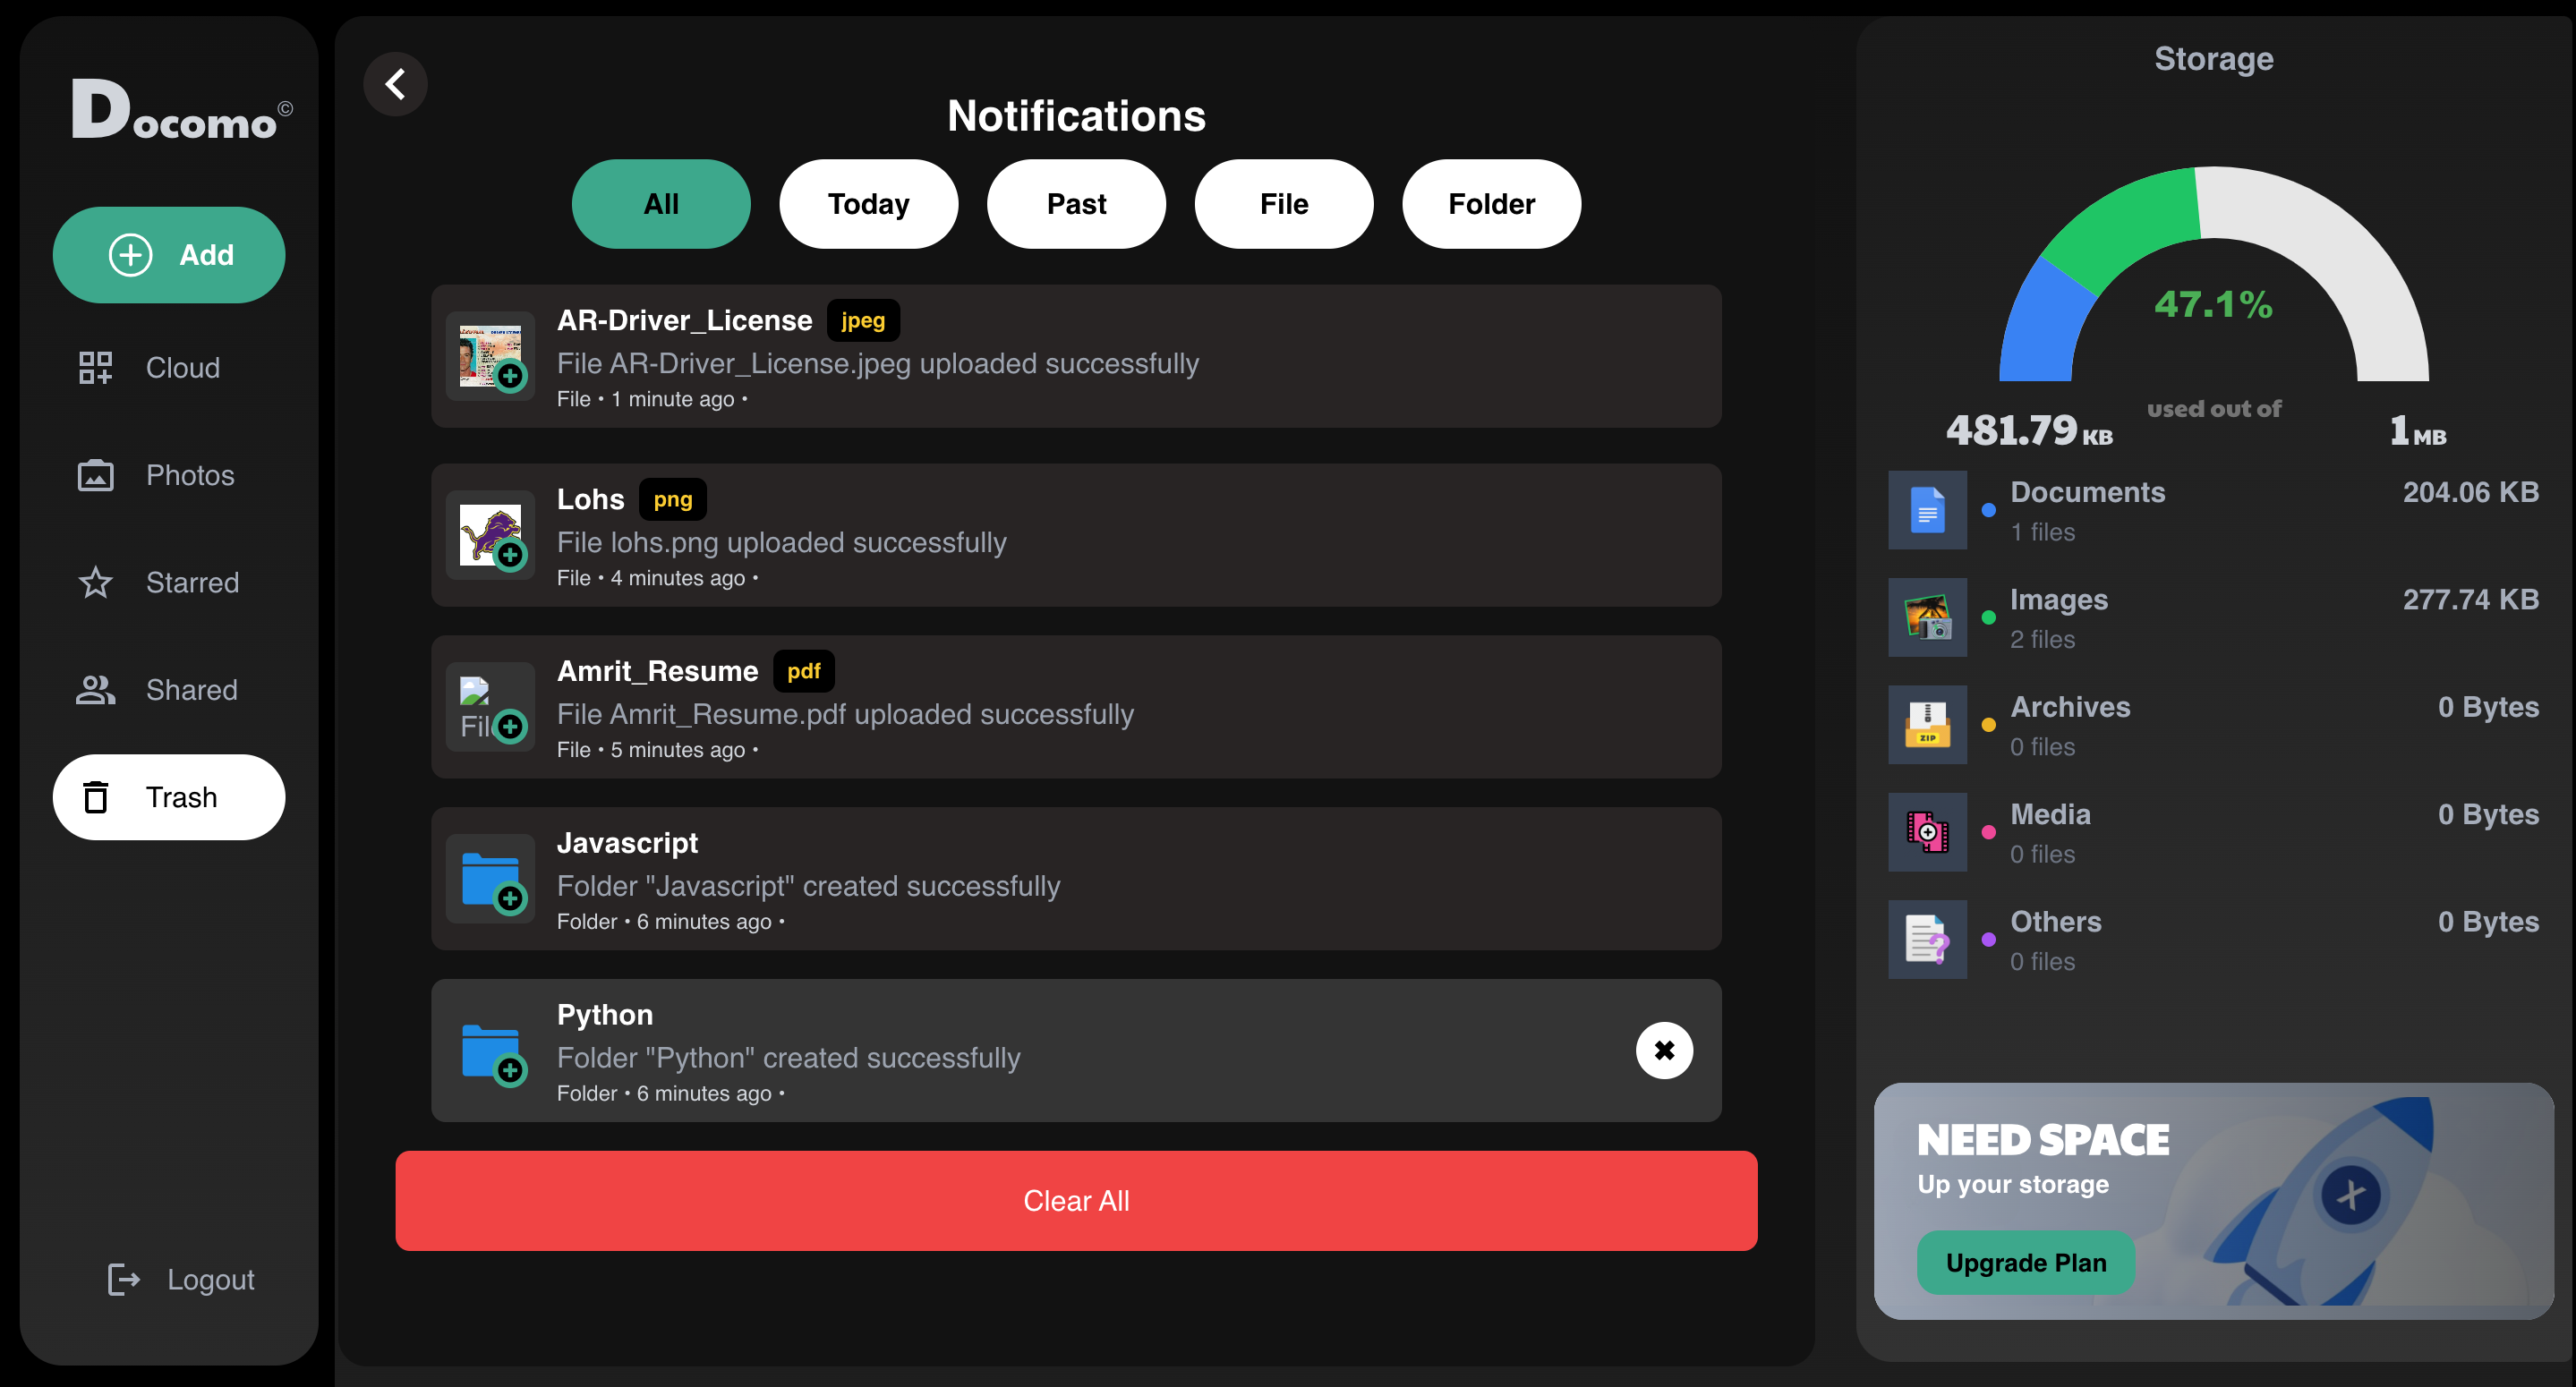 Docomo©
Add
Cloud
Photos
Starred
Shared
Trash
Logout
Notifications
All
Today
Past
File
Folder
AR-Driver_License jpeg
File AR-Driver_License.jpeg uploaded successfully
File • 1 minute ago •
Lohs png
File lohs.png uploaded successfully
File • 4 minutes ago •
Fil
Amrit_Resume pdf
File Amrit_Resume.pdf uploaded successfully
File • 5 minutes ago •
Javascript
Folder "Javascript" created successfully
Folder • 6 minutes ago •
Python
Folder "Python" created successfully
Folder • 6 minutes ago •
Clear All
Storage
47.1%
used out of
481.79 KB
1 MB
Documents 204.06 KB
1 files
Images 277.74 KB
2 files
ZIP
Archives 0 Bytes
0 files
Media 0 Bytes
0 files
Others 0 Bytes
0 files
NEED SPACE
Up your storage
Upgrade Plan